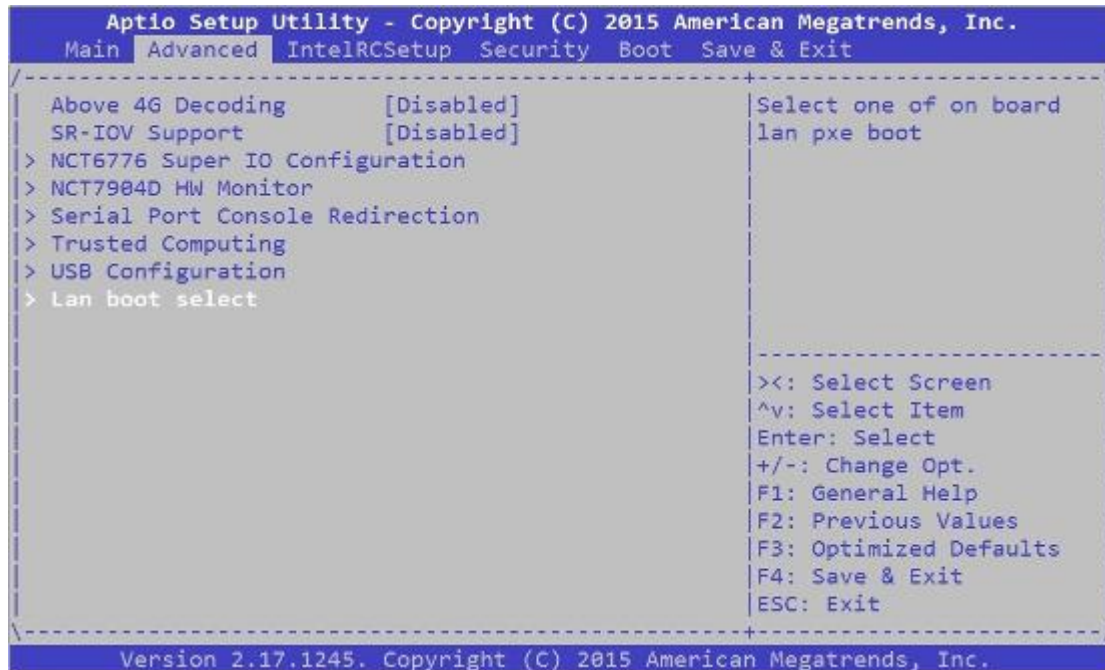 Aptio Setup Utility - Copyright (C) 2015 American Megatrends, Inc.
Main Advanced IntelRCSetup Security Boot Save & Exit
Above 4G Decoding [Disabled]
SR-IOV Support [Disabled]
> NCT6776 Super IO Configuration
> NCT7904D HW Monitor
> Serial Port Console Redirection
> Trusted Computing
> USB Configuration
> Lan boot select
Select one of on board
lan pxe boot
><: Select Screen
^v: Select Item
Enter: Select
+/-: Change Opt.
F1: General Help
F2: Previous Values
F3: Optimized Defaults
F4: Save & Exit
ESC: Exit
Version 2.17.1245. Copyright (C) 2015 American Megatrends, Inc.